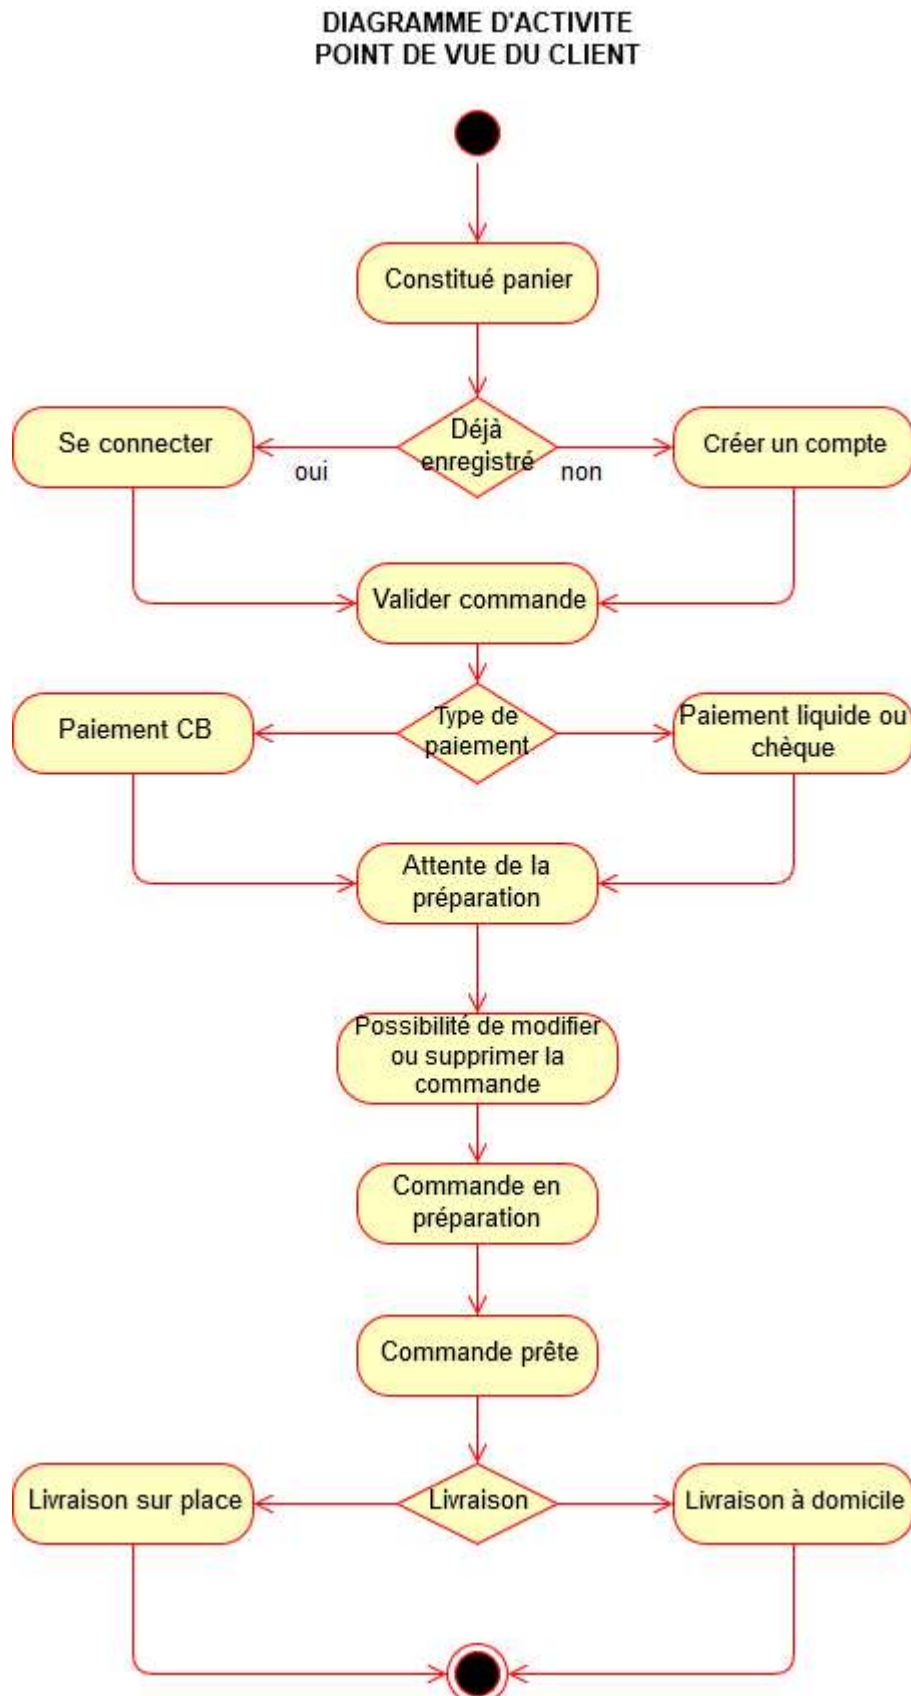 DIAGRAMME D'ACTIVITE
POINT DE VUE DU CLIENT
Constitué panier
Se connecter
Déjà
enregistré
Créer un compte
oui
non
Valider commande
Paiement CB
Type de
paiement
Paiement liquide ou
chèque
Attente de la
préparation
Possibilité de modifier
ou supprimer la
commande
Commande en
préparation
Commande prête
Livraison sur place
Livraison
Livraison à domicile